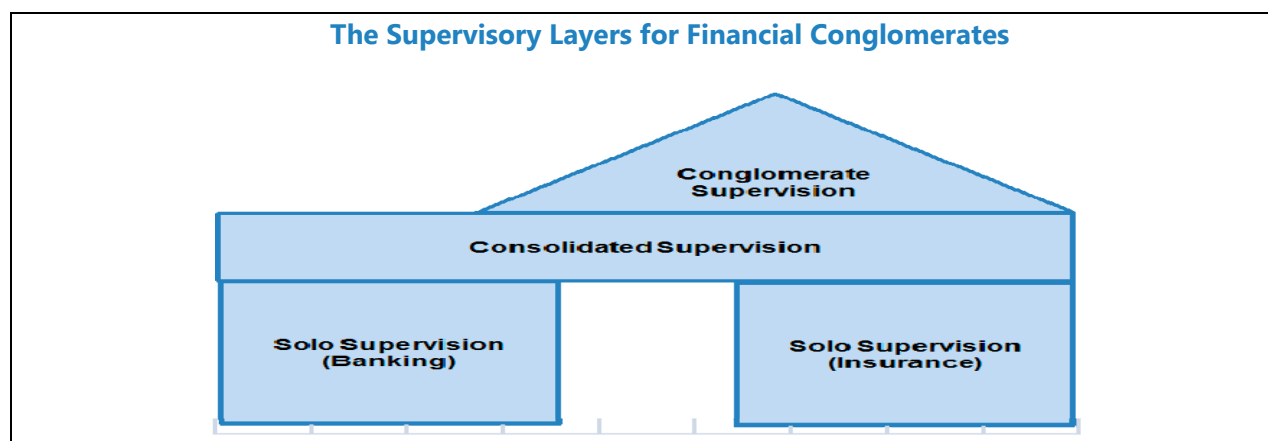 The Supervisory Layers for Financial Conglomerates
Conglomerate
Supervision
Consolidated Supervision
Solo Supervision
(Banking)
Solo Supervision
(Insurance)